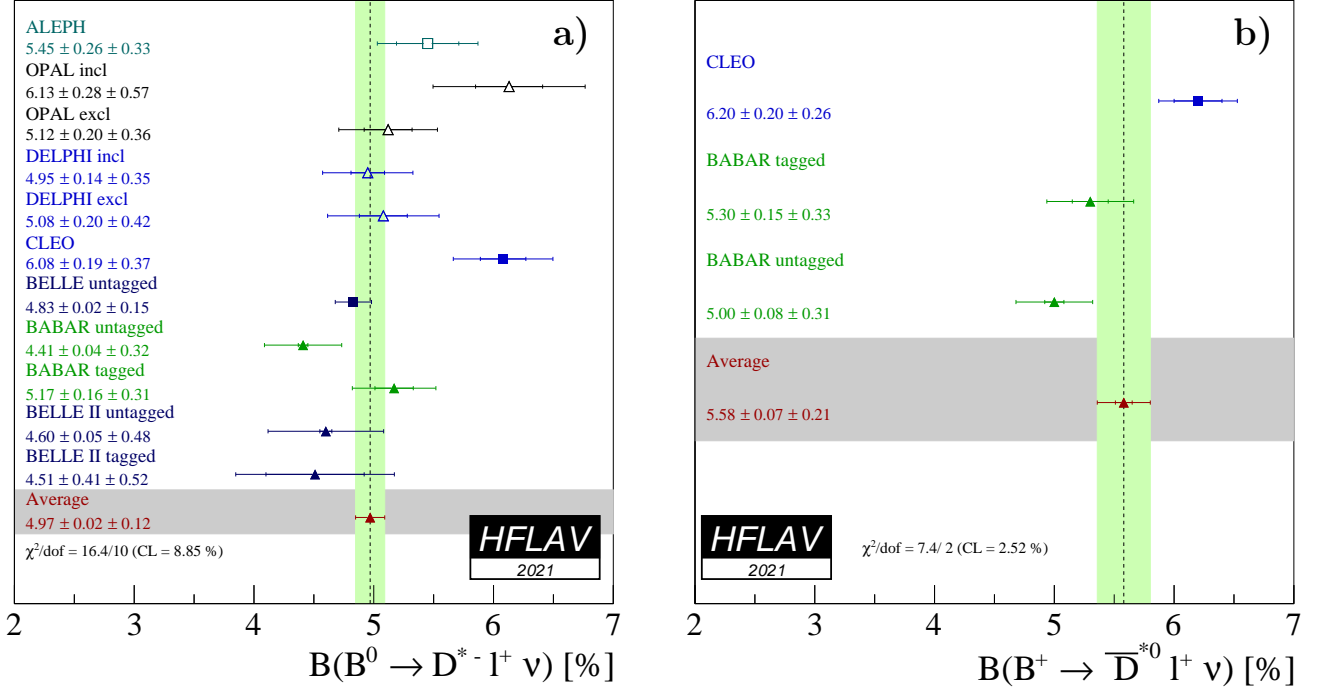 a)
ALEPH
5.45 ± 0.26 ± 0.33
OPAL incl
6.13 ± 0.28 ± 0.57
OPAL excl
5.12 ± 0.20 ± 0.36
DELPHI incl
4.95 ± 0.14 ± 0.35
DELPHI excl
5.08 ± 0.20 ± 0.42
CLEO
6.08 ± 0.19 ± 0.37
BELLE untagged
4.83 ± 0.02 ± 0.15
BABAR untagged
4.41 ± 0.04 ± 0.32
BABAR tagged
5.17 ± 0.16 ± 0.31
BELLE II untagged
4.60 ± 0.05 ± 0.48
BELLE II tagged
4.51 ± 0.41 ± 0.52
Average
4.97 ± 0.02 ± 0.12
χ²/dof = 16.4/10 (CL = 8.85 %)
HFLAV
2021
2 3 4 5 6 7
B(B⁰ → D*⁻ l⁺ ν) [%]
b)
CLEO
6.20 ± 0.20 ± 0.26
BABAR tagged
5.30 ± 0.15 ± 0.33
BABAR untagged
5.00 ± 0.08 ± 0.31
Average
5.58 ± 0.07 ± 0.21
HFLAV
2021
χ²/dof = 7.4/ 2 (CL = 2.52 %)
2 3 4 5 6 7
B(B⁺ → D̅*⁰ l⁺ ν) [%]